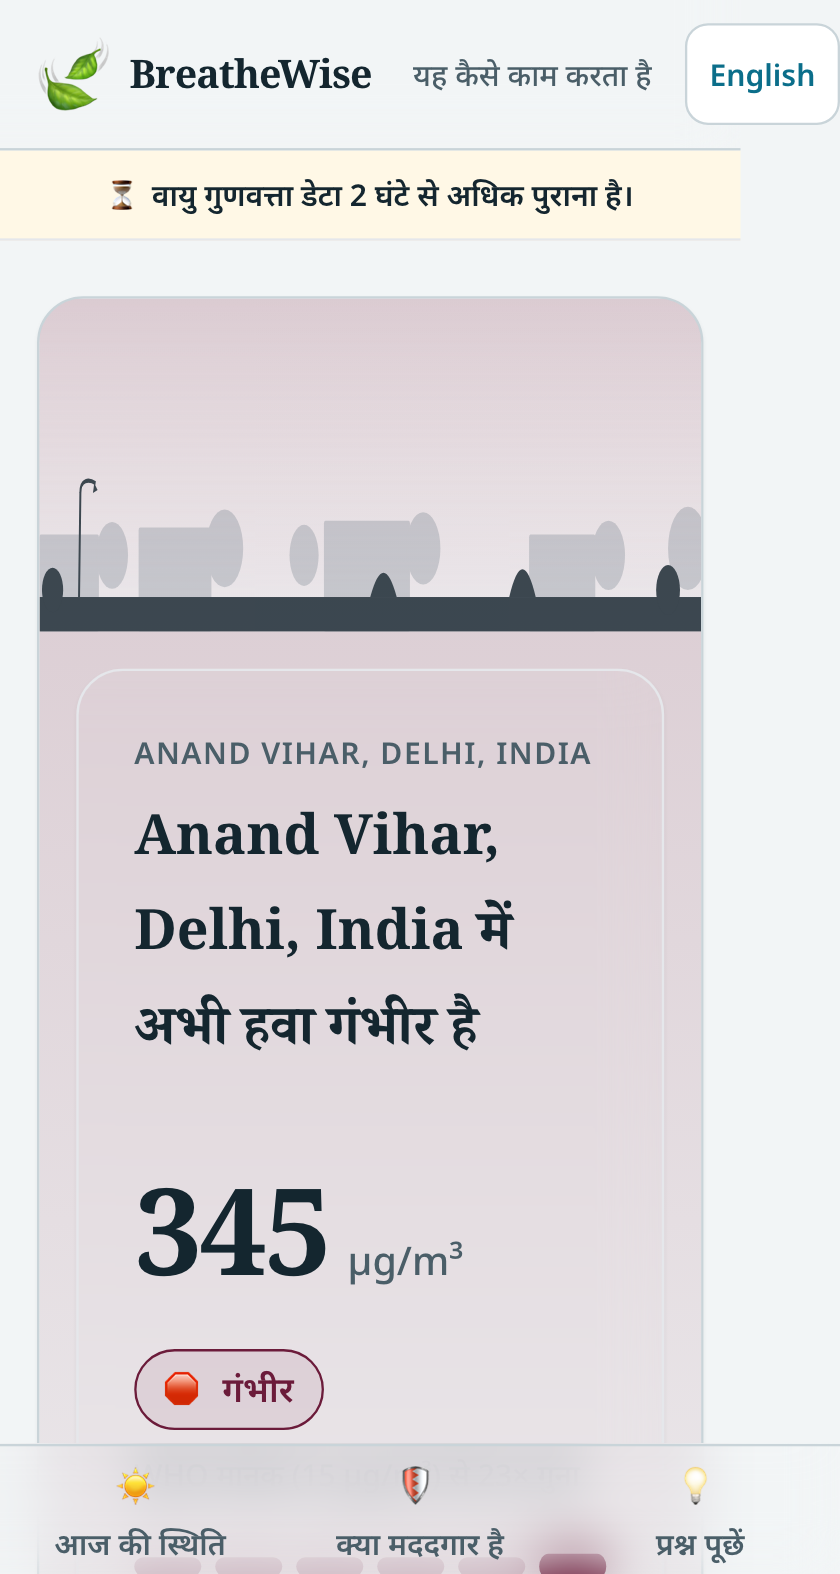 BreatheWise यह कैसे काम करता है English
वायु गुणवत्ता डेटा 2 घंटे से अधिक पुराना है।
ANAND VIHAR, DELHI, INDIA
Anand Vihar,
Delhi, India में
अभी हवा गंभीर है
345 µg/m³
गंभीर
आज की स्थिति क्या मददगार है प्रश्न पूछें